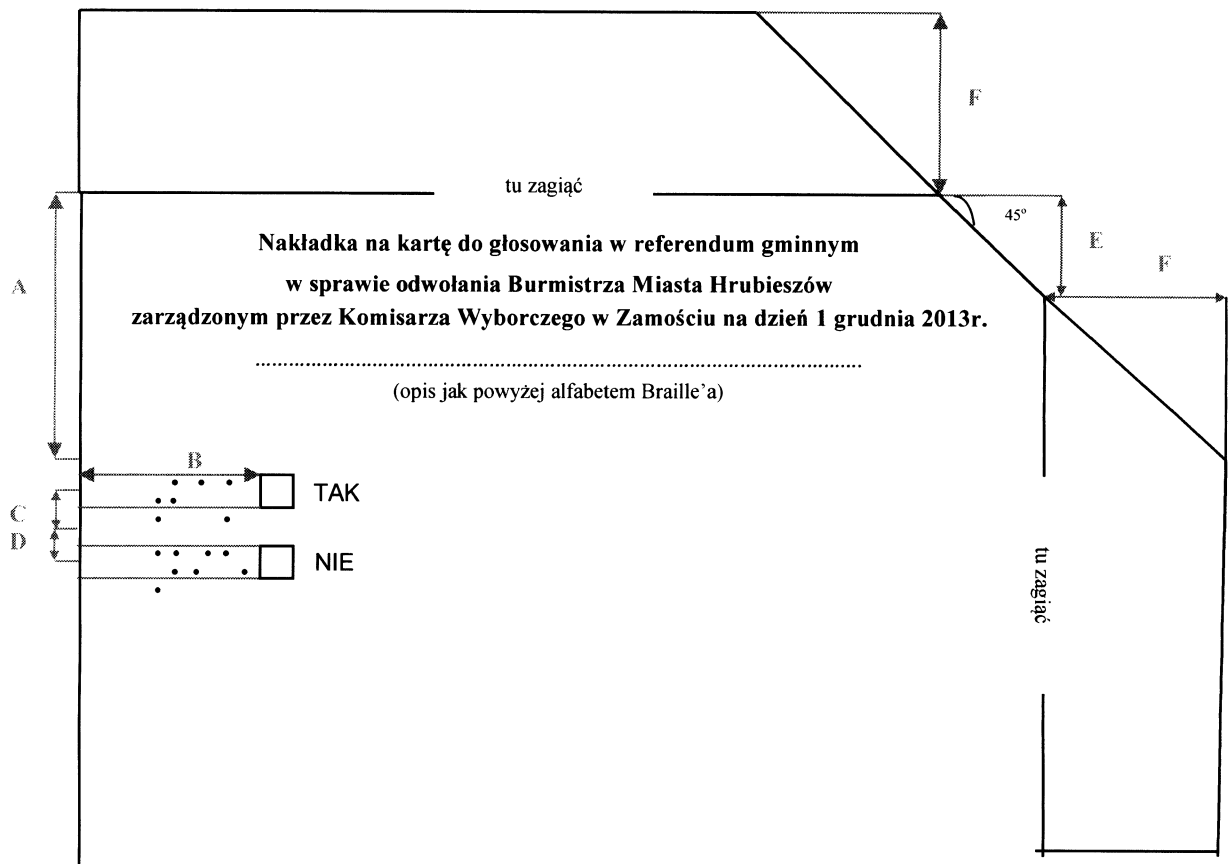 F
tu zagiąć
45°
E
F
A
Nakładka na kartę do głosowania w referendum gminnym
w sprawie odwołania Burmistrza Miasta Hrubieszów
zarządzonym przez Komisarza Wyborczego w Zamościu na dzień 1 grudnia 2013r.
(opis jak powyżej alfabetem Braille'a)
B
TAK
C
D
NIE
tu zagiąć